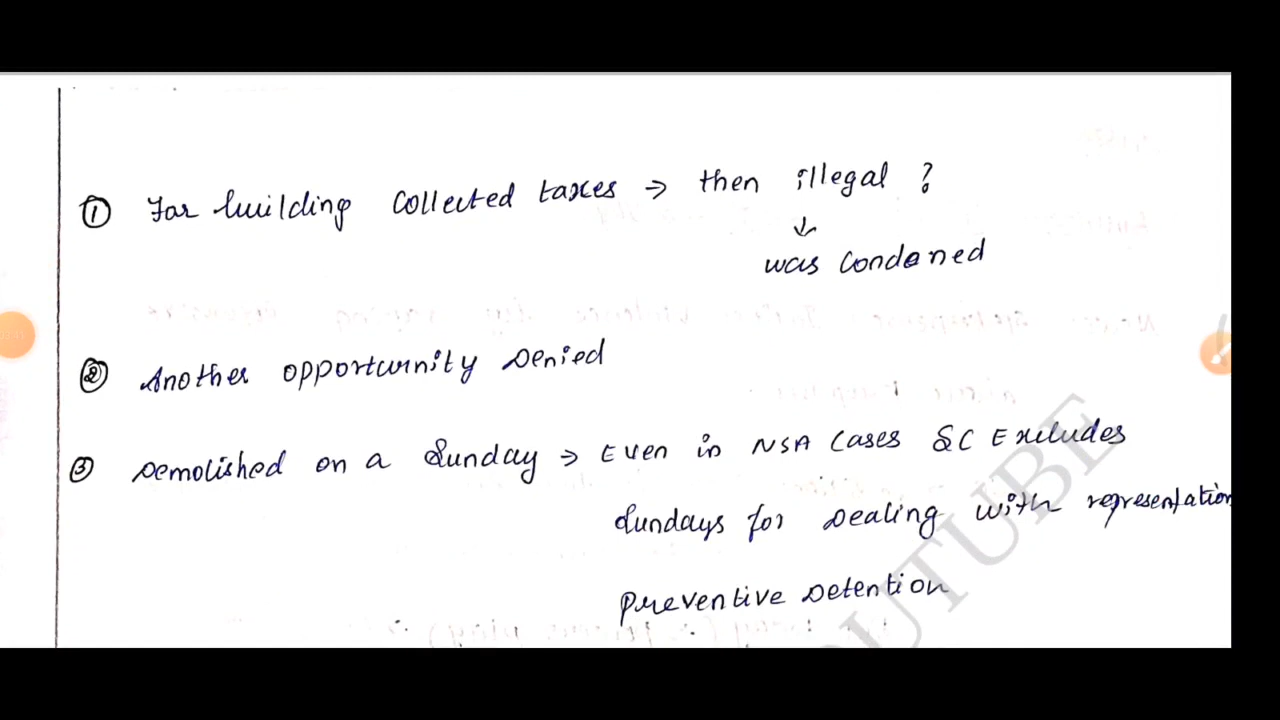 ① For building collected taxes → then illegal ?
↓
was condoned
② Another opportunity Denied
③ Demolished on a Sunday → Even in NSA cases SC Excludes
Sundays for Dealing with representation
preventive Detention
UTUBE